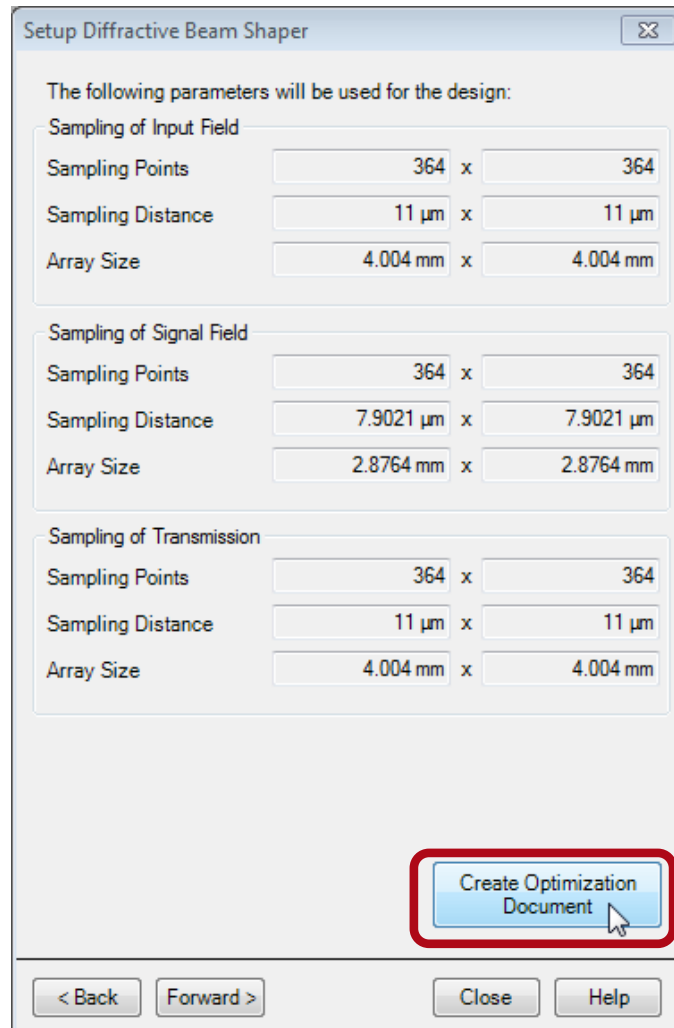 Setup Diffractive Beam Shaper
The following parameters will be used for the design:
Sampling of Input Field
Sampling Points 364 x 364
Sampling Distance 11 µm x 11 µm
Array Size 4.004 mm x 4.004 mm
Sampling of Signal Field
Sampling Points 364 x 364
Sampling Distance 7.9021 µm x 7.9021 µm
Array Size 2.8764 mm x 2.8764 mm
Sampling of Transmission
Sampling Points 364 x 364
Sampling Distance 11 µm x 11 µm
Array Size 4.004 mm x 4.004 mm
Create Optimization
Document
< Back Forward > Close Help